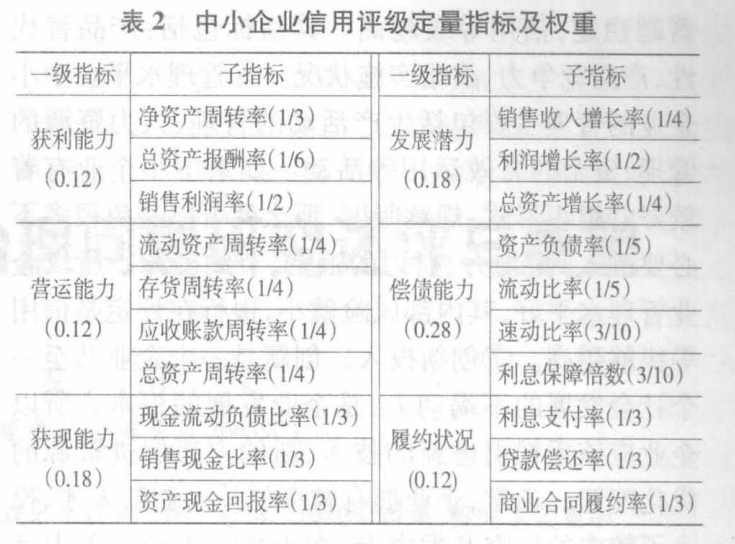 表2 中小企业信用评级定量指标及权重
一级指标 子指标 一级指标 子指标
获利能力
(0.12)
净资产周转率(1/3)
总资产报酬率(1/6)
销售利润率(1/2)
发展潜力
(0.18)
销售收入增长率(1/4)
利润增长率(1/2)
总资产增长率(1/4)
营运能力
(0.12)
流动资产周转率(1/4)
存货周转率(1/4)
应收账款周转率(1/4)
总资产周转率(1/4)
偿债能力
(0.28)
资产负债率(1/5)
流动比率(1/5)
速动比率(3/10)
利息保障倍数(3/10)
获现能力
(0.18)
现金流动负债比率(1/3)
销售现金比率(1/3)
资产现金回报率(1/3)
履约状况
(0.12)
利息支付率(1/3)
贷款偿还率(1/3)
商业合同履约率(1/3)